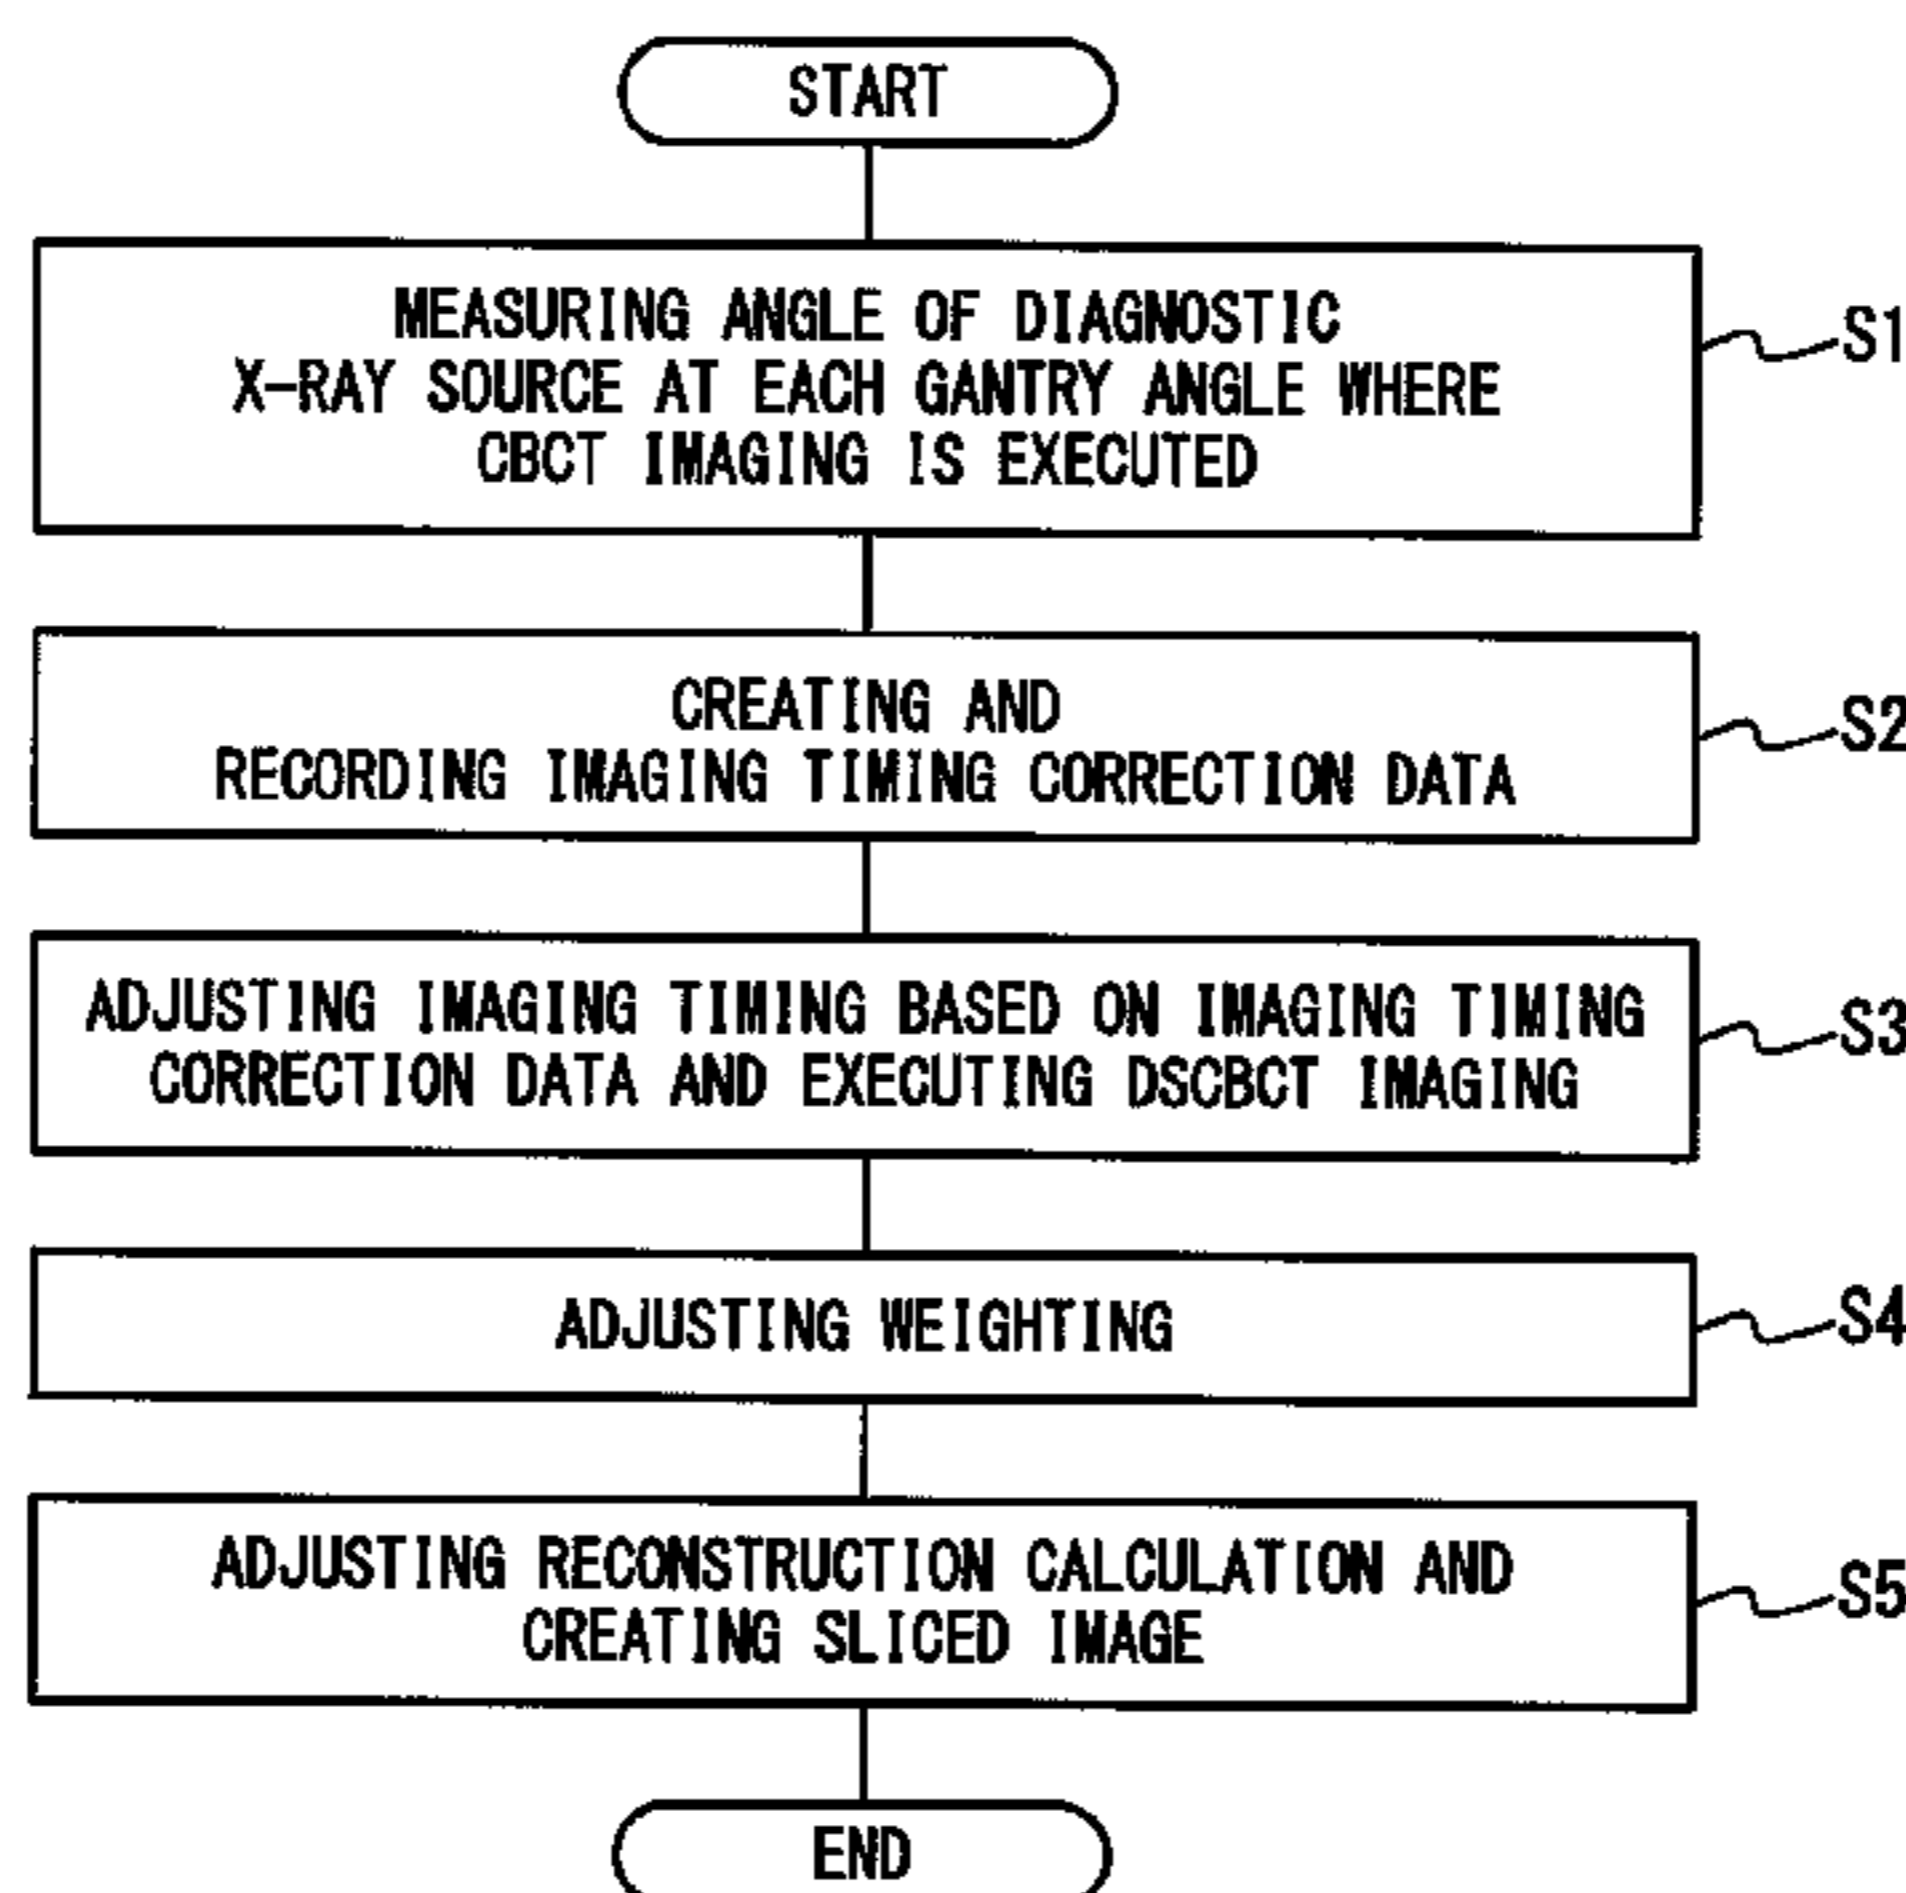 START
MEASURING ANGLE OF DIAGNOSTIC
X-RAY SOURCE AT EACH GANTRY ANGLE WHERE
CBCT IMAGING IS EXECUTED
S1
CREATING AND
RECORDING IMAGING TIMING CORRECTION DATA
S2
ADJUSTING IMAGING TIMING BASED ON IMAGING TIMING
CORRECTION DATA AND EXECUTING DSCBCT IMAGING
S3
ADJUSTING WEIGHTING
S4
ADJUSTING RECONSTRUCTION CALCULATION AND
CREATING SLICED IMAGE
S5
END